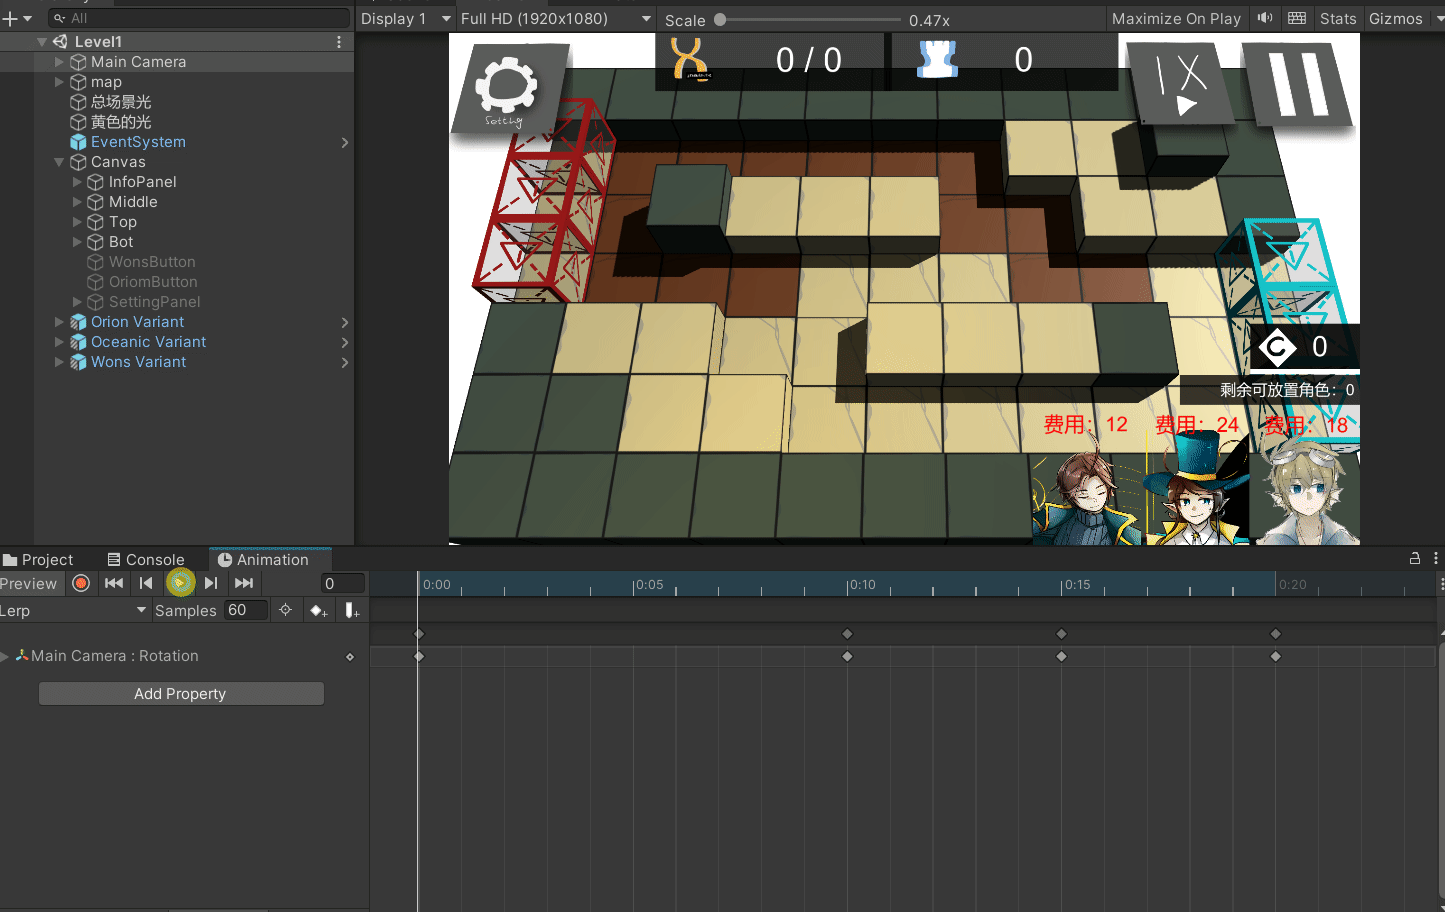 All
Display 1
Full HD (1920x1080)
Scale
0.47x
Maximize On Play
Stats
Gizmos
Level1
Main Camera
map
总场景光
黄色的光
EventSystem
Canvas
InfoPanel
Middle
Top
Bot
WonsButton
OriomButton
SettingPanel
Orion Variant
Oceanic Variant
Wons Variant
0 / 0
0
1 X
C 0
剩余可放置角色：0
费用：12
费用：24
费用：18
Project
Console
Animation
Preview
0
0:00
0:05
0:10
0:15
0:20
Lerp
Samples
60
Main Camera : Rotation
Add Property